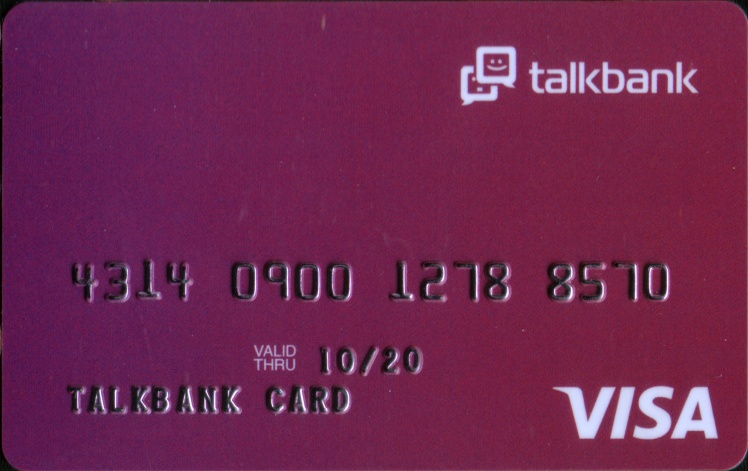 talkbank
4314 0900 1278 8570
VALID THRU 10/20
TALKBANK CARD
VISA